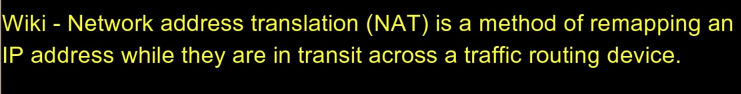 Wiki - Network address translation (NAT) is a method of remapping an
IP address while they are in transit across a traffic routing device.